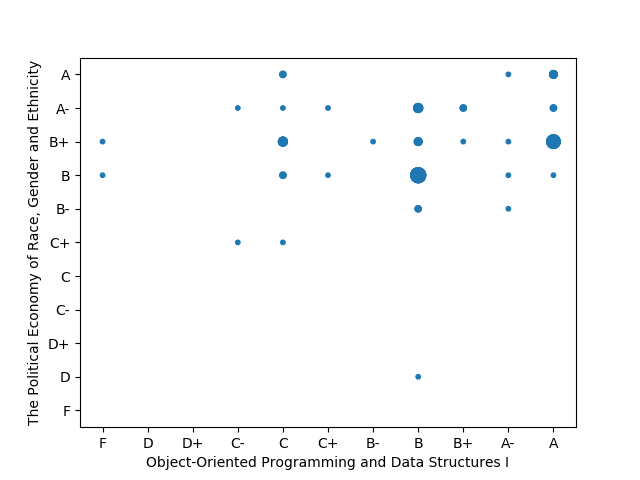 The Political Economy of Race, Gender and Ethnicity
A
A-
B+
B
B-
C+
C
C-
D+
D
F
F D D+ C- C C+ B- B B+ A- A
Object-Oriented Programming and Data Structures I